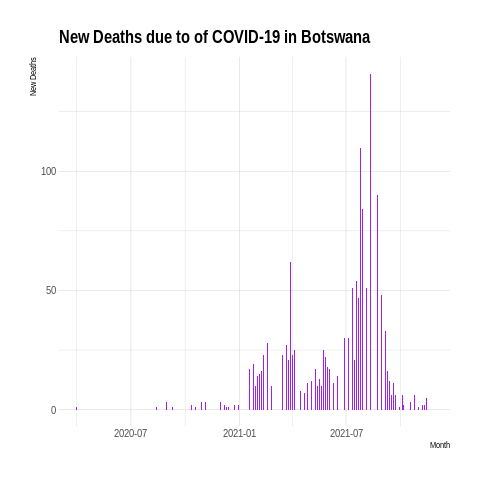 New Deaths due to of COVID-19 in Botswana
New Deaths
100
50
0
2020-07
2021-01
2021-07
Month